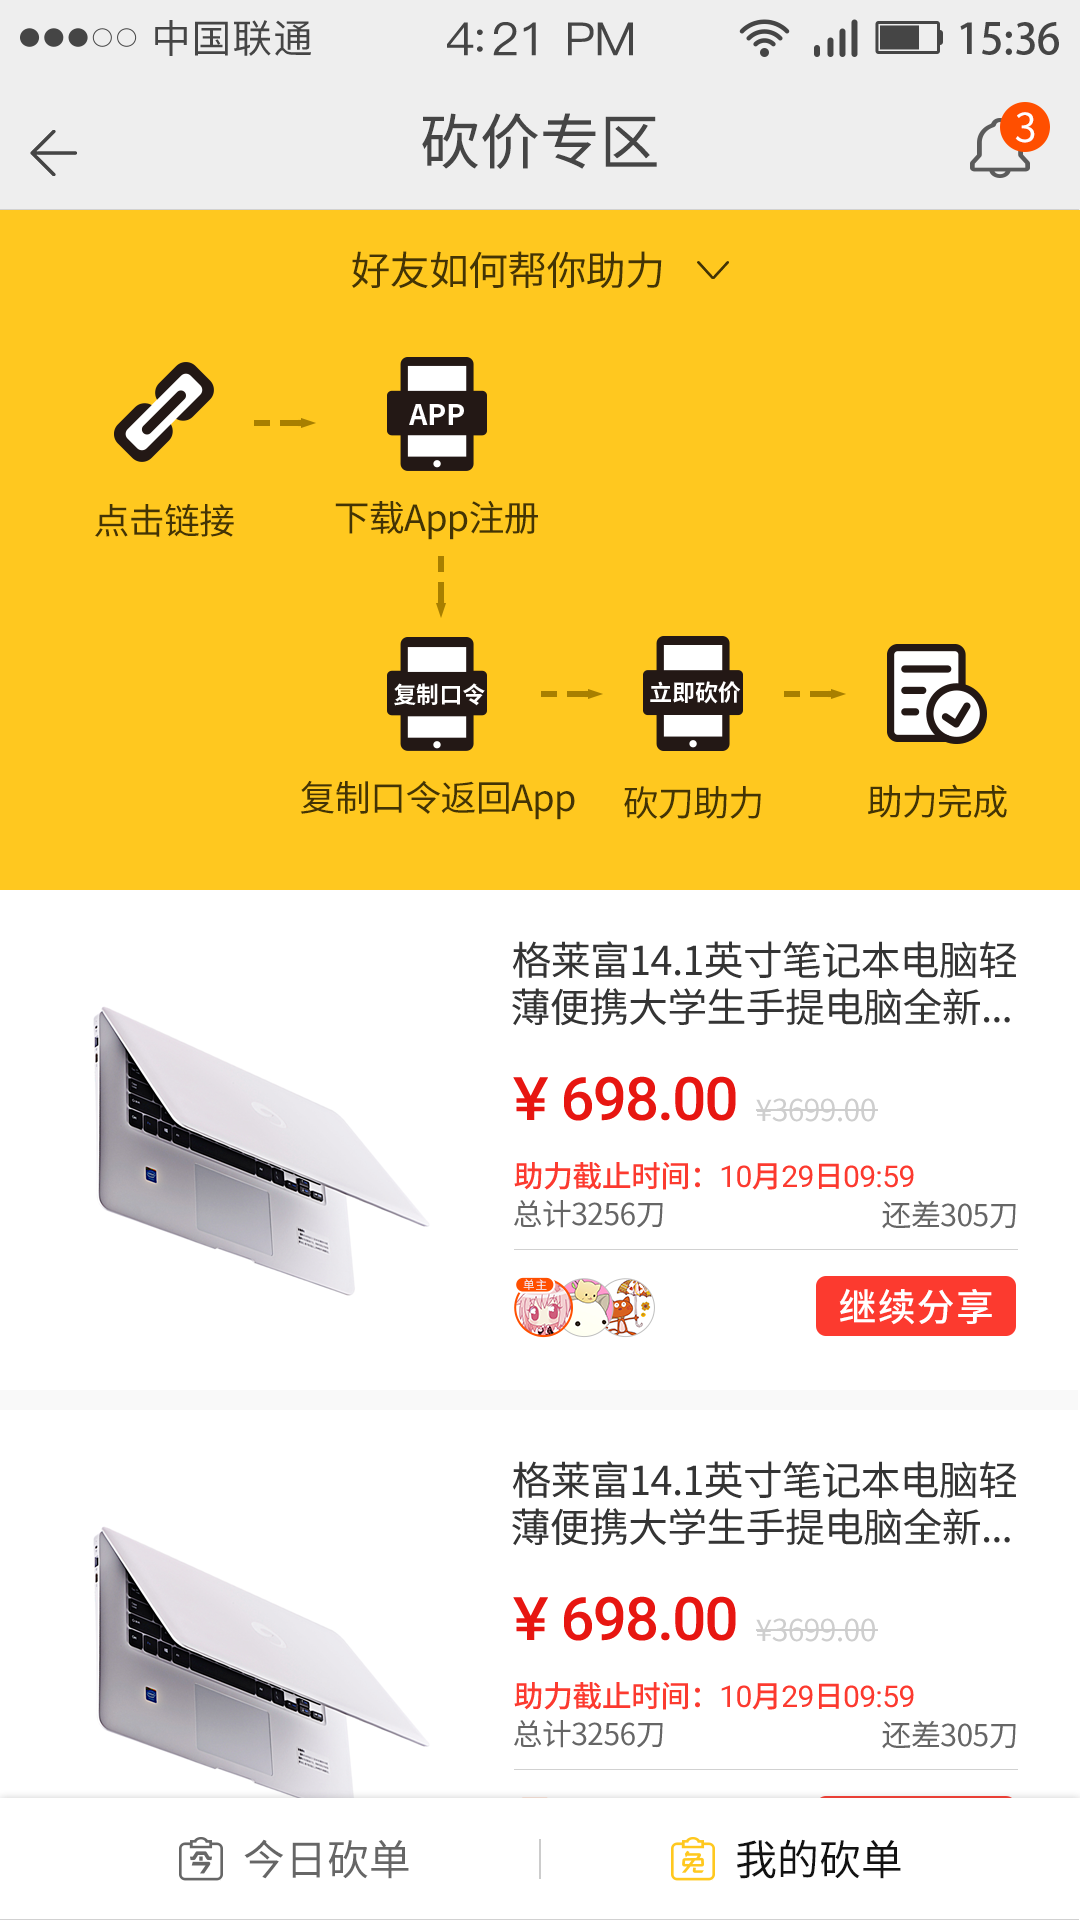 中国联通 4:21 PM 15:36
砍价专区 3
好友如何帮你助力
APP
点击链接 下载App注册
复制口令 立即砍价
复制口令返回App 砍刀助力 助力完成
格莱富14.1英寸笔记本电脑轻
薄便携大学生手提电脑全新...
¥ 698.00 ¥3699.00
助力截止时间：10月29日09:59
总计3256刀 还差305刀
单主
继续分享
格莱富14.1英寸笔记本电脑轻
薄便携大学生手提电脑全新...
¥ 698.00 ¥3699.00
助力截止时间：10月29日09:59
总计3256刀 还差305刀
今 今日砍单 免 我的砍单